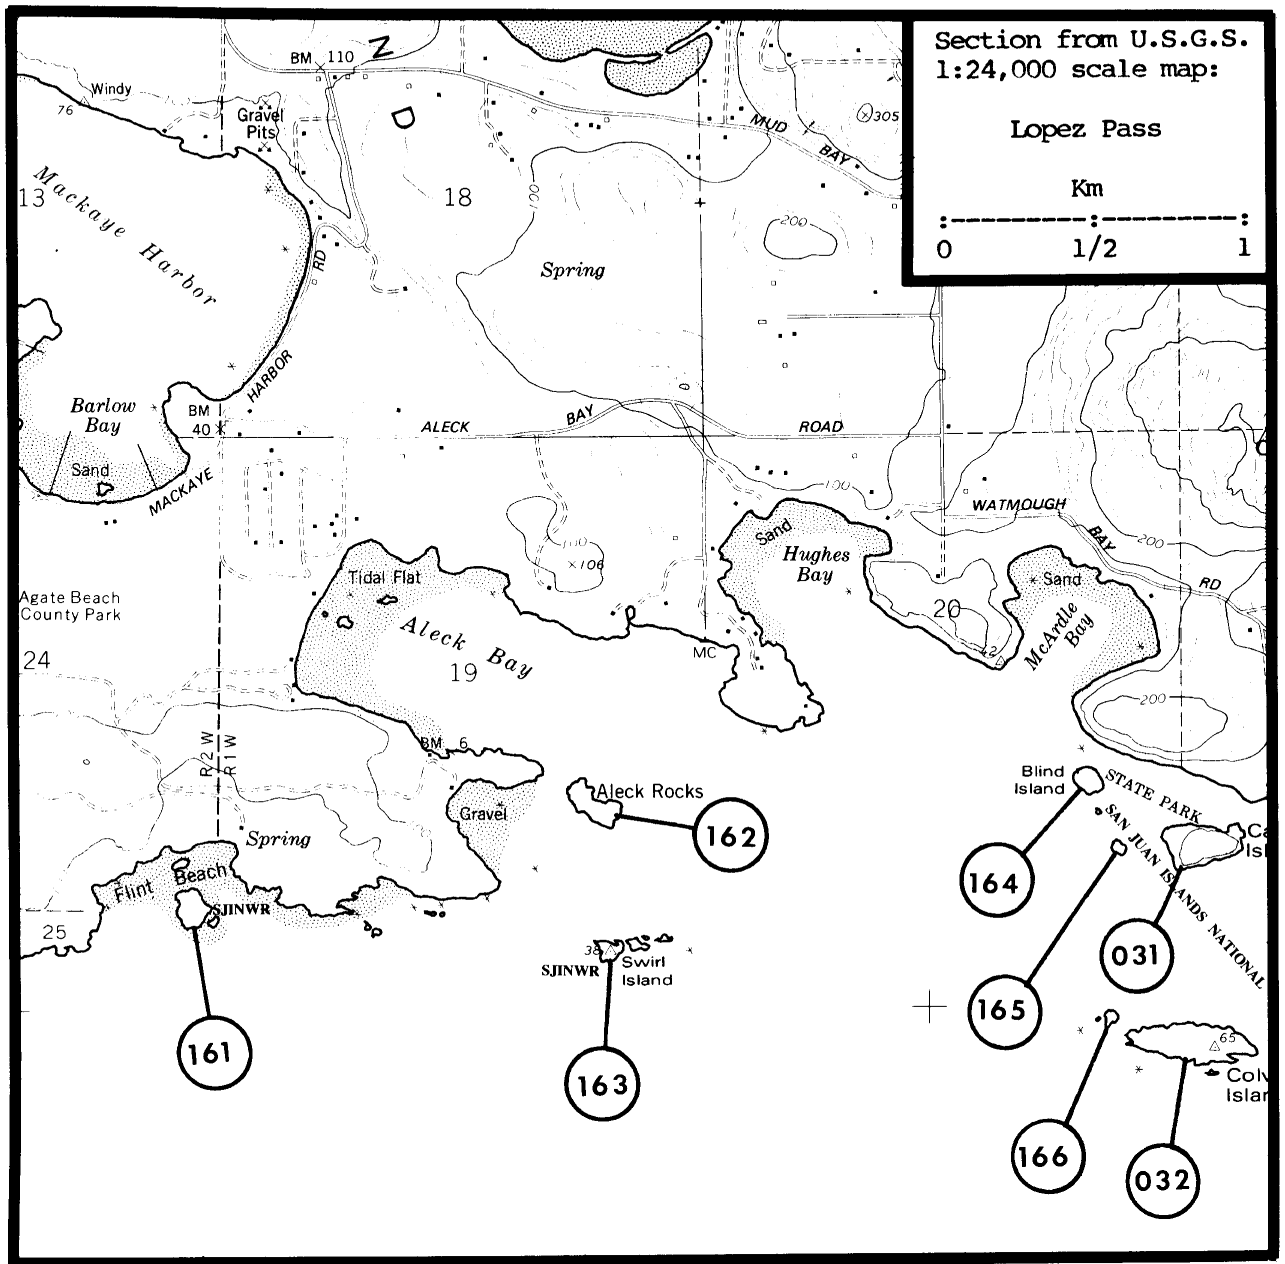 Section from U.S.G.S.
1:24,000 scale map:
Lopez Pass
Km
0 1/2 1
BM 110
N
D
Windy
76
Gravel
Pits
305
MUD BAY
Mackaye Harbor
13
18
100
200
Spring
HARBOR RD
Barlow
Bay
BM
40
Sand
MACKAYE
ALECK BAY ROAD
100
WATMOUGH BAY RD
200
Sand
Hughes
Bay
100
106
Tidal Flat
Sand
Agate Beach
County Park
20
McArdle
Bay
Aleck Bay
24
19
MC
42
200
R 2 W
R 1 W
BM 6
Blind
Island
STATE PARK
Aleck Rocks
Gravel
162
SAN JUAN ISLANDS NATIONAL
Spring
Flint Beach
164
SJINWR
25
38
SJINWR
Swirl
Island
031
165
161
65
163
166
032